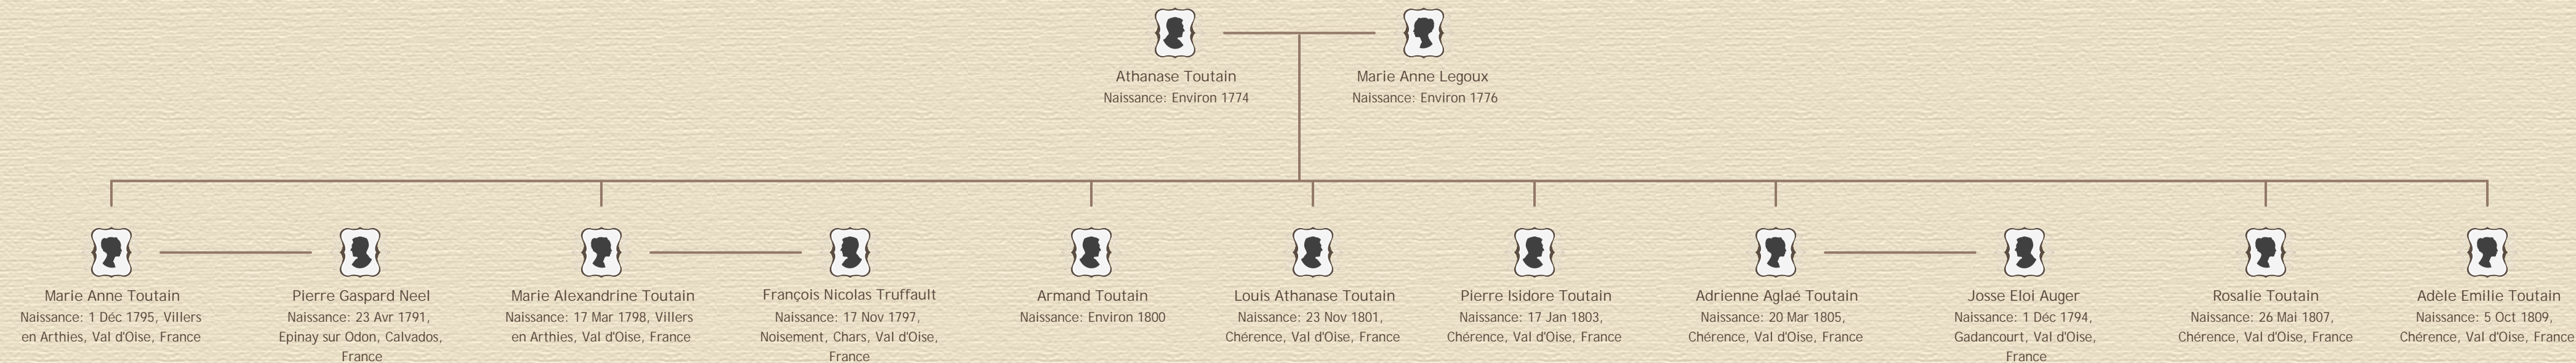 Athanase Toutain
Naissance: Environ 1774
Marie Anne Legoux
Naissance: Environ 1776
Marie Anne Toutain
Naissance: 1 Déc 1795, Villers
en Arthies, Val d'Oise, France
Pierre Gaspard Neel
Naissance: 23 Avr 1791,
Epinay sur Odon, Calvados,
France
Marie Alexandrine Toutain
Naissance: 17 Mar 1798, Villers
en Arthies, Val d'Oise, France
François Nicolas Truffault
Naissance: 17 Nov 1797,
Noisement, Chars, Val d'Oise,
France
Armand Toutain
Naissance: Environ 1800
Louis Athanase Toutain
Naissance: 23 Nov 1801,
Chérence, Val d'Oise, France
Pierre Isidore Toutain
Naissance: 17 Jan 1803,
Chérence, Val d'Oise, France
Adrienne Aglaé Toutain
Naissance: 20 Mar 1805,
Chérence, Val d'Oise, France
Josse Eloi Auger
Naissance: 1 Déc 1794,
Gadancourt, Val d'Oise,
France
Rosalie Toutain
Naissance: 26 Mai 1807,
Chérence, Val d'Oise, France
Adèle Emilie Toutain
Naissance: 5 Oct 1809,
Chérence, Val d'Oise, France